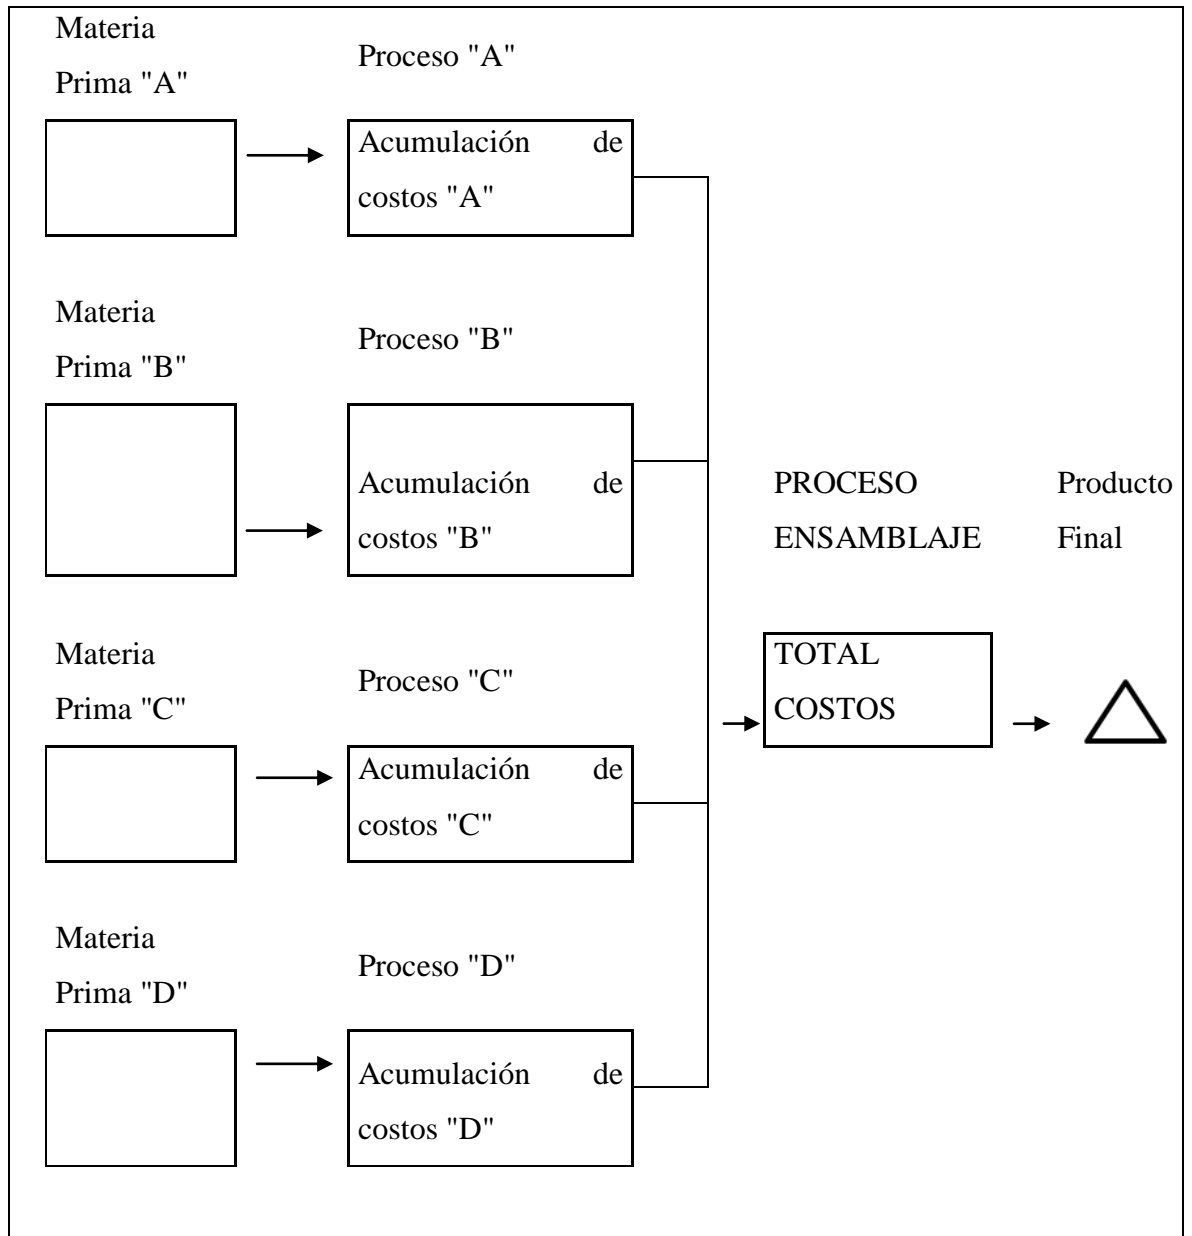 Materia
Prima "A"
Proceso "A"
Acumulación de
costos "A"
Materia
Prima "B"
Proceso "B"
Acumulación de
costos "B"
PROCESO
ENSAMBLAJE
Producto
Final
Materia
Prima "C"
Proceso "C"
TOTAL
COSTOS
Acumulación de
costos "C"
Materia
Prima "D"
Proceso "D"
Acumulación de
costos "D"